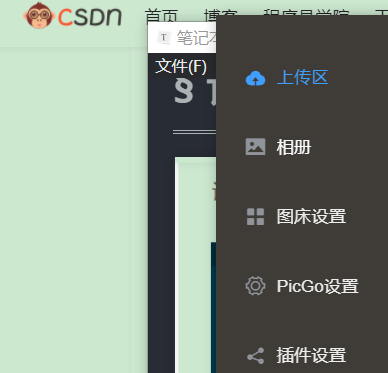 CSDN 首页 博客 程序员学院
笔记本
文件(F)
§
上传区
相册
图床设置
PicGo设置
插件设置